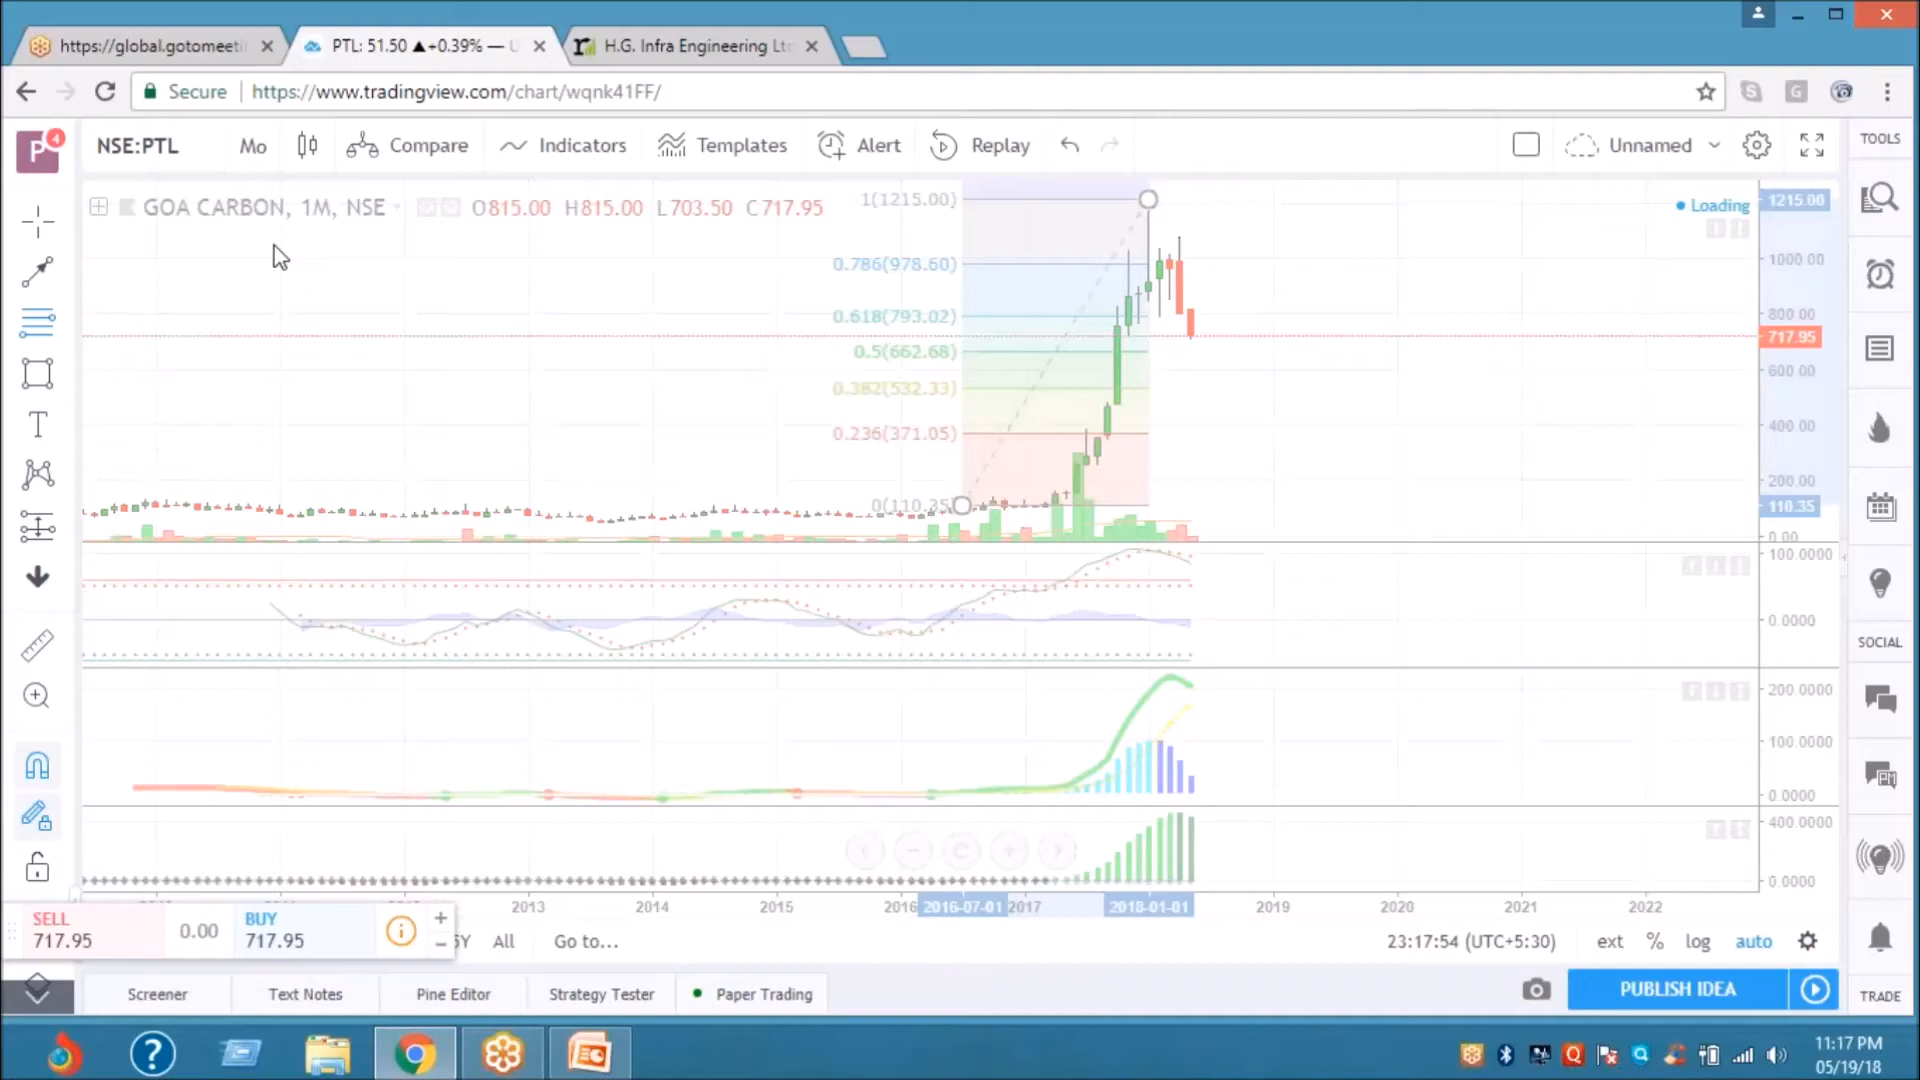 https://global.gotomeeti
PTL: 51.50 ▲+0.39% — U
H.G. Infra Engineering Ltd
Secure
https://www.tradingview.com/chart/wqnk41FF/
P
4
NSE:PTL
Mo
Compare
Indicators
Templates
Alert
Replay
Unnamed
TOOLS
GOA CARBON, 1M, NSE
O815.00 H815.00 L703.50 C717.95
Loading
1(1215.00)
0.786(978.60)
0.618(793.02)
0.5(662.68)
0.382(532.33)
0.236(371.05)
0(110.35)
1215.00
1000.00
800.00
717.95
600.00
400.00
200.00
110.35
0.00
100.0000
0.0000
200.0000
100.0000
0.0000
400.0000
0.0000
SOCIAL
PM
2013
2014
2015
2016
2016-07-01
2017
2018-01-01
2019
2020
2021
2022
SELL
717.95
0.00
BUY
717.95
5Y
All
Go to...
23:17:54 (UTC+5:30)
ext
%
log
auto
Screener
Text Notes
Pine Editor
Strategy Tester
Paper Trading
PUBLISH IDEA
TRADE
11:17 PM
05/19/18